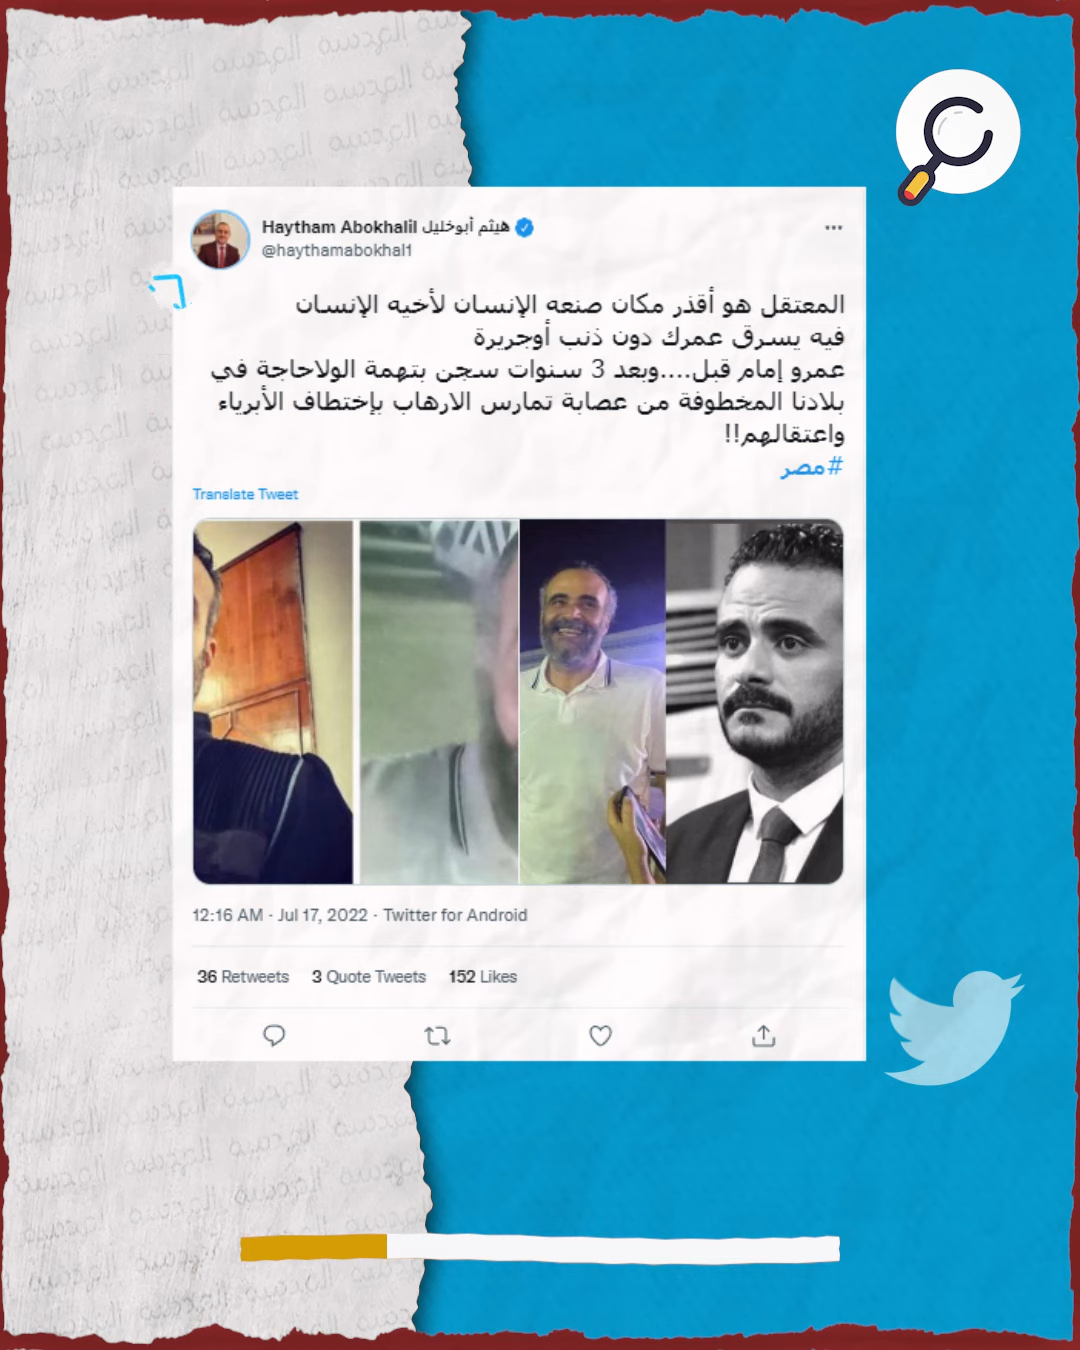 Haytham Abokhalil هيثم أبوخليل
@haythamabokhal1
المعتقل هو أقذر مكان صنعه الإنسان لأخيه الإنسان
فيه يسرق عمرك دون ذنب أوجريرة
عمرو إمام قبل....وبعد 3 سنوات سجن بتهمة الولاحاجة في
بلادنا المخطوفة من عصابة تمارس الارهاب بإختطاف الأبرياء
واعتقالهم!!
#مصر
Translate Tweet
12:16 AM · Jul 17, 2022 · Twitter for Android
36 Retweets 3 Quote Tweets 152 Likes